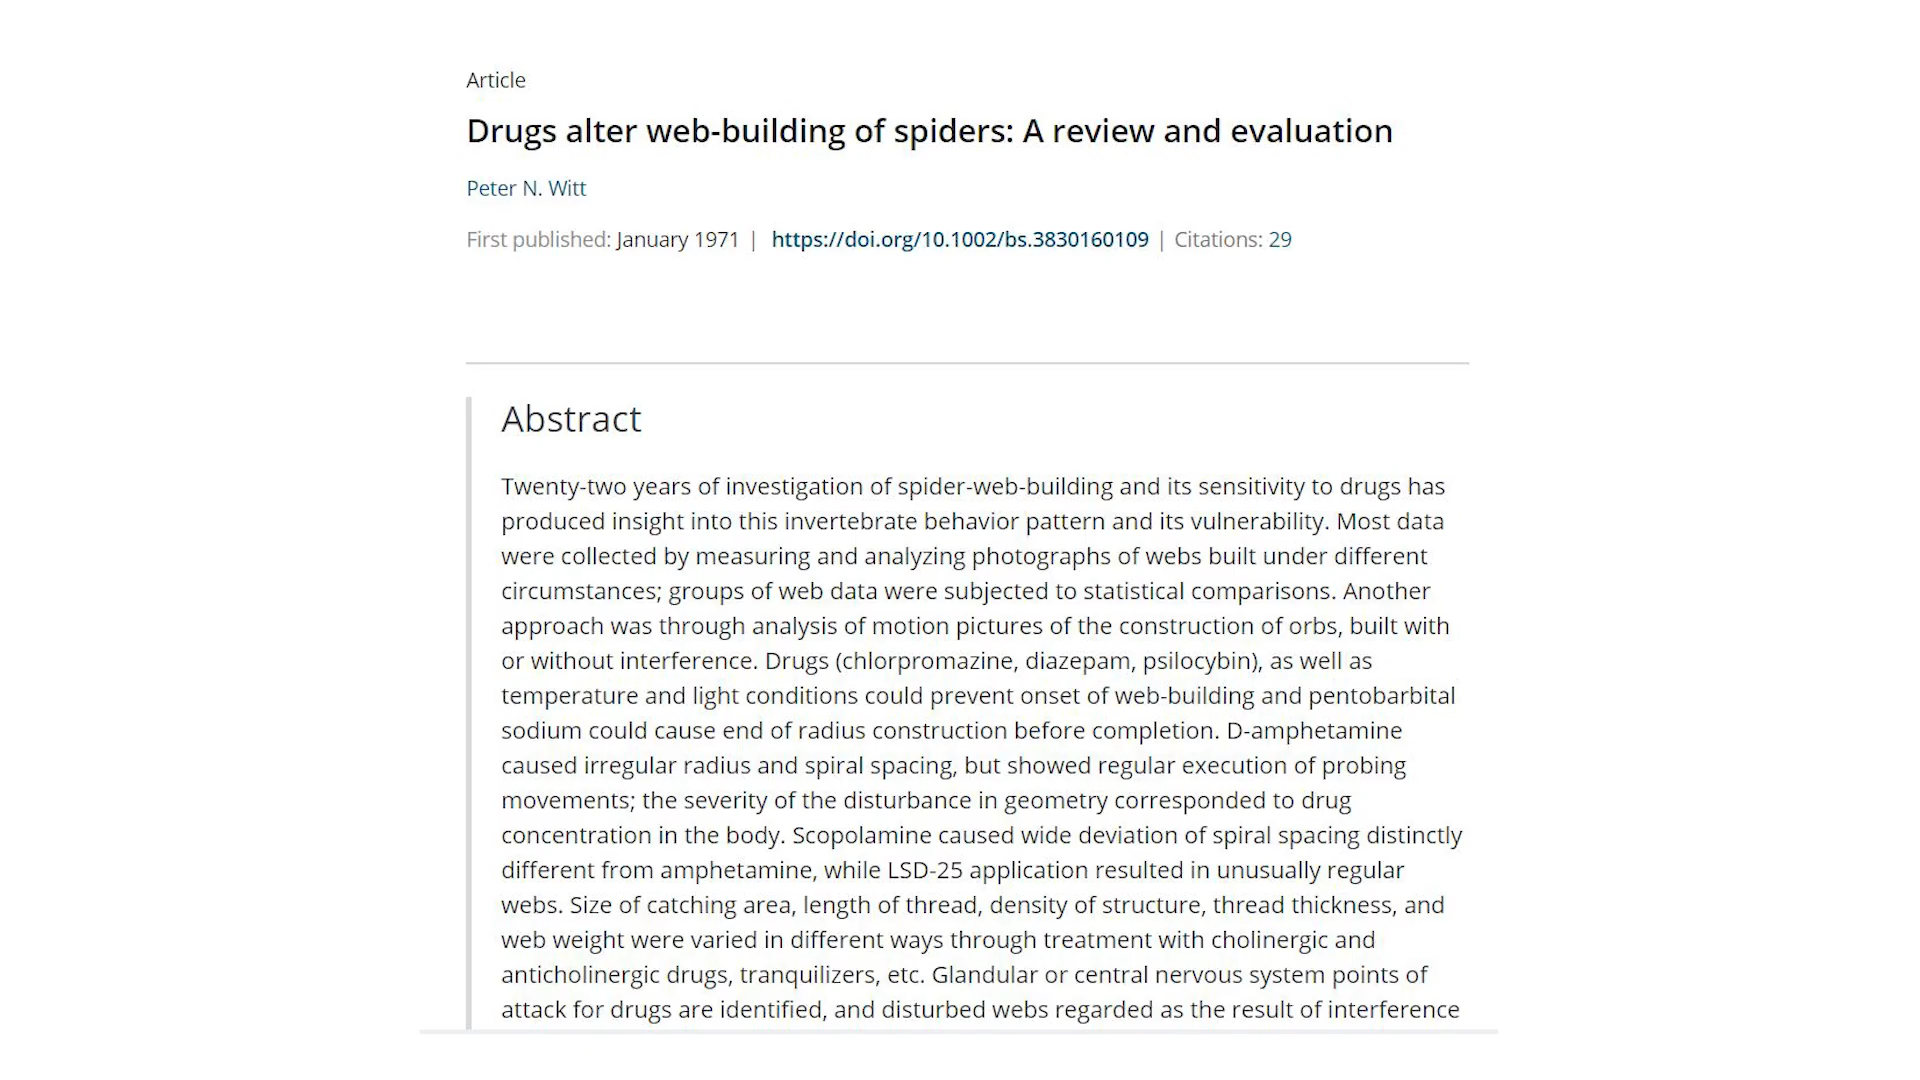 Article
Drugs alter web-building of spiders: A review and evaluation
Peter N. Witt
First published: January 1971 | https://doi.org/10.1002/bs.3830160109 | Citations: 29
Abstract
Twenty-two years of investigation of spider-web-building and its sensitivity to drugs has
produced insight into this invertebrate behavior pattern and its vulnerability. Most data
were collected by measuring and analyzing photographs of webs built under different
circumstances; groups of web data were subjected to statistical comparisons. Another
approach was through analysis of motion pictures of the construction of orbs, built with
or without interference. Drugs (chlorpromazine, diazepam, psilocybin), as well as
temperature and light conditions could prevent onset of web-building and pentobarbital
sodium could cause end of radius construction before completion. D-amphetamine
caused irregular radius and spiral spacing, but showed regular execution of probing
movements; the severity of the disturbance in geometry corresponded to drug
concentration in the body. Scopolamine caused wide deviation of spiral spacing distinctly
different from amphetamine, while LSD-25 application resulted in unusually regular
webs. Size of catching area, length of thread, density of structure, thread thickness, and
web weight were varied in different ways through treatment with cholinergic and
anticholinergic drugs, tranquilizers, etc. Glandular or central nervous system points of
attack for drugs are identified, and disturbed webs regarded as the result of interference